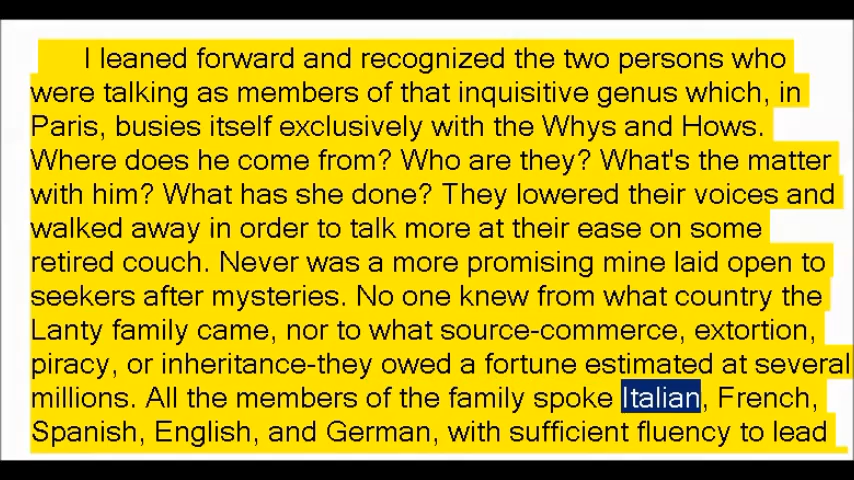 I leaned forward and recognized the two persons who
were talking as members of that inquisitive genus which, in
Paris, busies itself exclusively with the Whys and Hows.
Where does he come from? Who are they? What's the matter
with him? What has she done? They lowered their voices and
walked away in order to talk more at their ease on some
retired couch. Never was a more promising mine laid open to
seekers after mysteries. No one knew from what country the
Lanty family came, nor to what source-commerce, extortion,
piracy, or inheritance-they owed a fortune estimated at several
millions. All the members of the family spoke Italian, French,
Spanish, English, and German, with sufficient fluency to lead